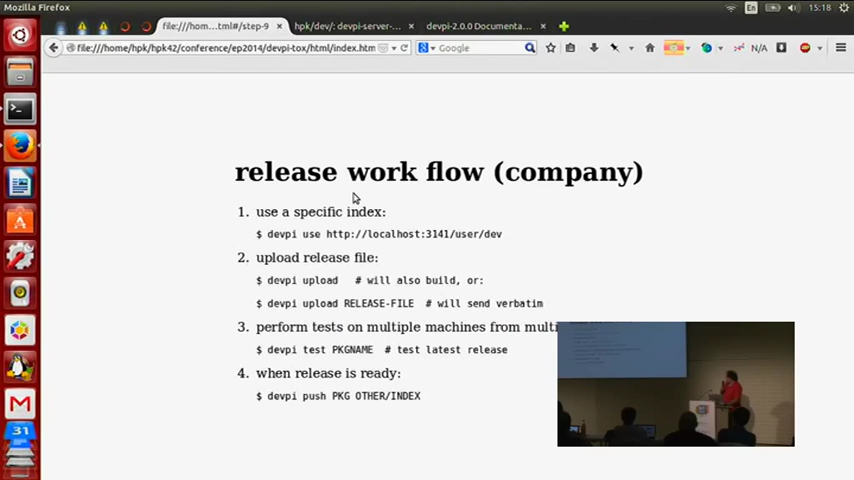 Mozilla Firefox
En
15:18
file:///hom...tml#/step-9
hpk/dev/: devpi-server-...
devpi-2.0.0 Documenta...
file:///home/hpk/hpk42/conference/ep2014/devpi-tox/html/index.htm
Google
N/A
release work flow (company)
1. use a specific index:
$ devpi use http://localhost:3141/user/dev
2. upload release file:
$ devpi upload # will also build, or:
$ devpi upload RELEASE-FILE # will send verbatim
3. perform tests on multiple machines from multi
$ devpi test PKGNAME # test latest release
4. when release is ready:
$ devpi push PKG OTHER/INDEX
31